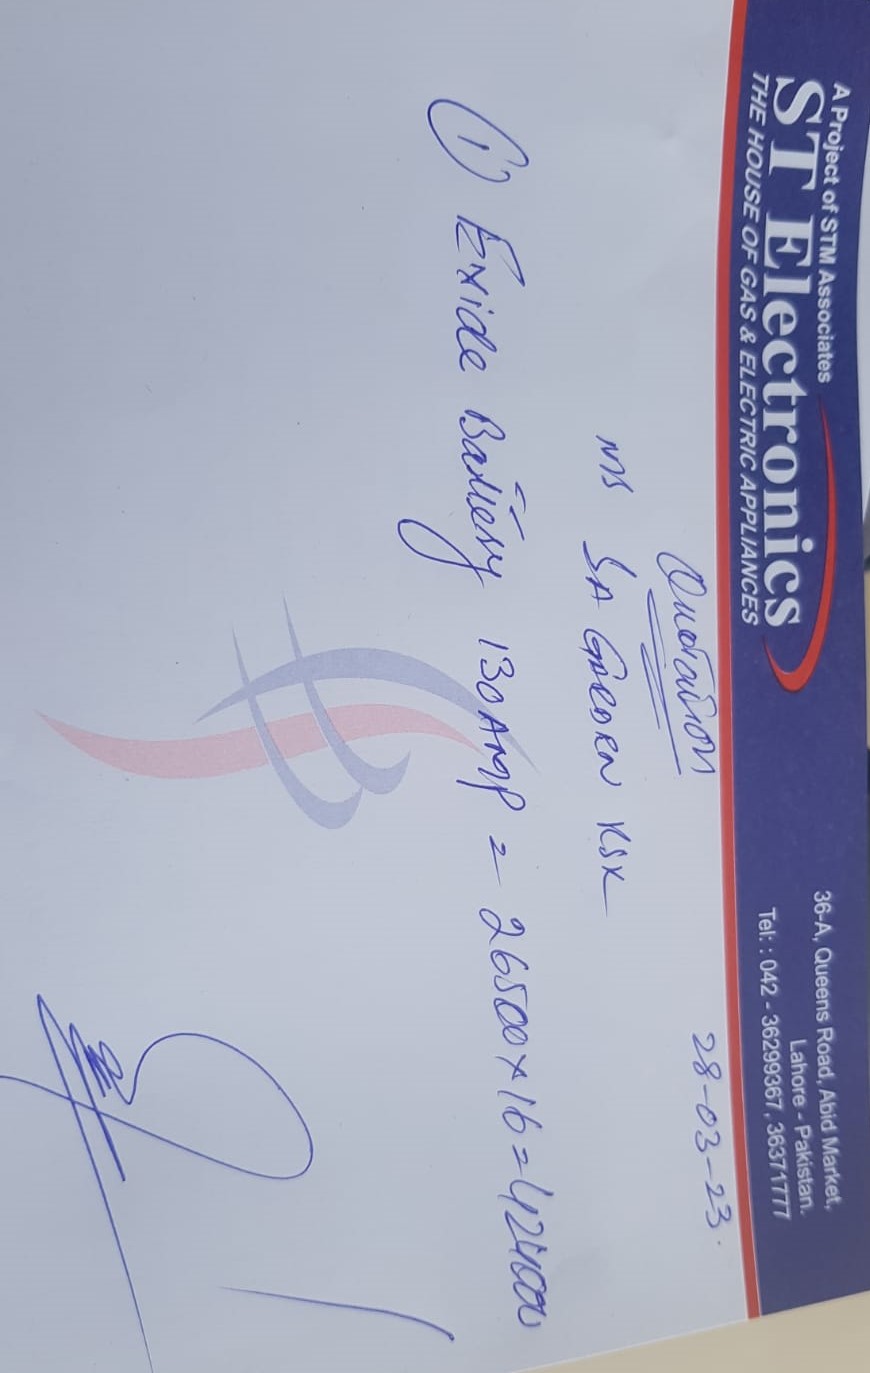 A Project of STM Associates
ST Electronics
THE HOUSE OF GAS & ELECTRIC APPLIANCES
36-A, Queens Road, Abid Market,
Lahore - Pakistan.
Tel: : 042 - 36299367, 36371777
Quotation
28-03-23.
MS SA GARDEN KSK
① Exide Battery 130 AMP = 26500×16=424000